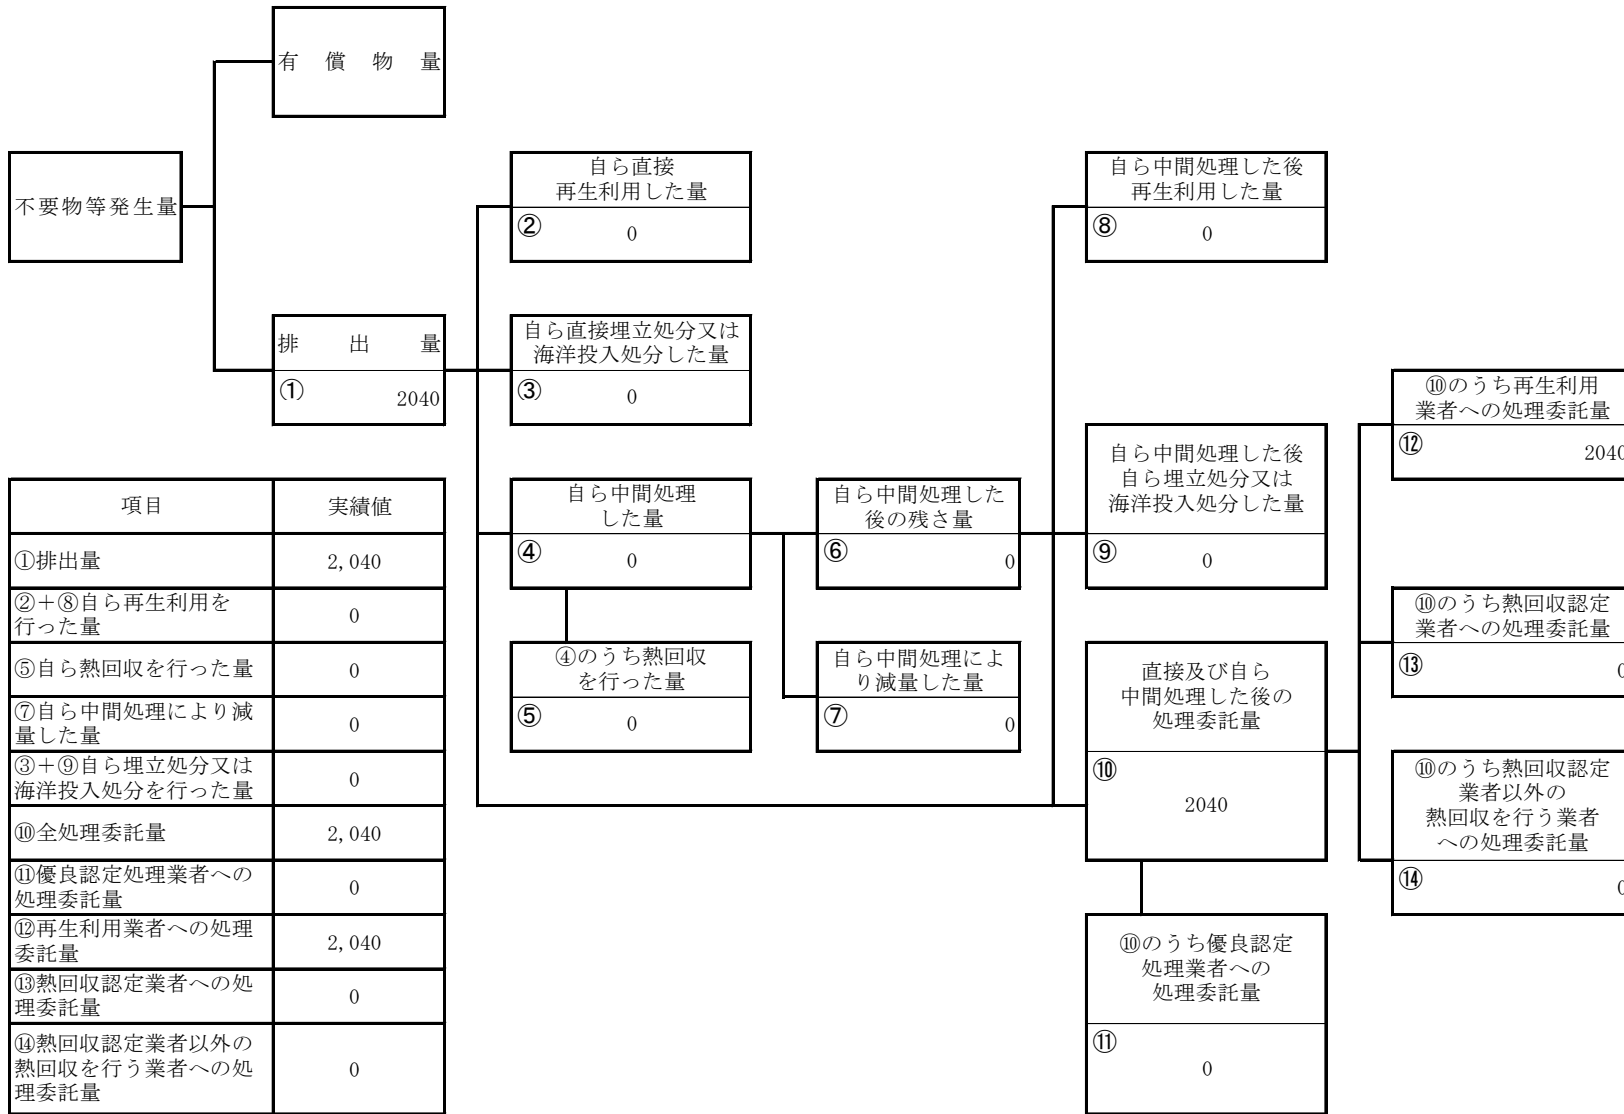 有償物量
不要物等発生量
排出量
① 2040
自ら直接
再生利用した量
② 0
自ら直接埋立処分又は
海洋投入処分した量
③ 0
自ら中間処理
した量
④ 0
④のうち熱回収
を行った量
⑤ 0
自ら中間処理した
後の残さ量
⑥ 0
自ら中間処理によ
り減量した量
⑦ 0
自ら中間処理した後
再生利用した量
⑧ 0
自ら中間処理した後
自ら埋立処分又は
海洋投入処分した量
⑨ 0
直接及び自ら
中間処理した後の
処理委託量
⑩
2040
⑩のうち優良認定
処理業者への
処理委託量
⑪
0
⑩のうち再生利用
業者への処理委託量
⑫ 2040
⑩のうち熱回収認定
業者への処理委託量
⑬ 0
⑩のうち熱回収認定
業者以外の
熱回収を行う業者
への処理委託量
⑭ 0
項目 実績値
①排出量 2,040
②+⑧自ら再生利用を
行った量 0
⑤自ら熱回収を行った量 0
⑦自ら中間処理により減
量した量 0
③+⑨自ら埋立処分又は
海洋投入処分を行った量 0
⑩全処理委託量 2,040
⑪優良認定処理業者への
処理委託量 0
⑫再生利用業者への処理
委託量 2,040
⑬熱回収認定業者への処
理委託量 0
⑭熱回収認定業者以外の
熱回収を行う業者への処
理委託量 0